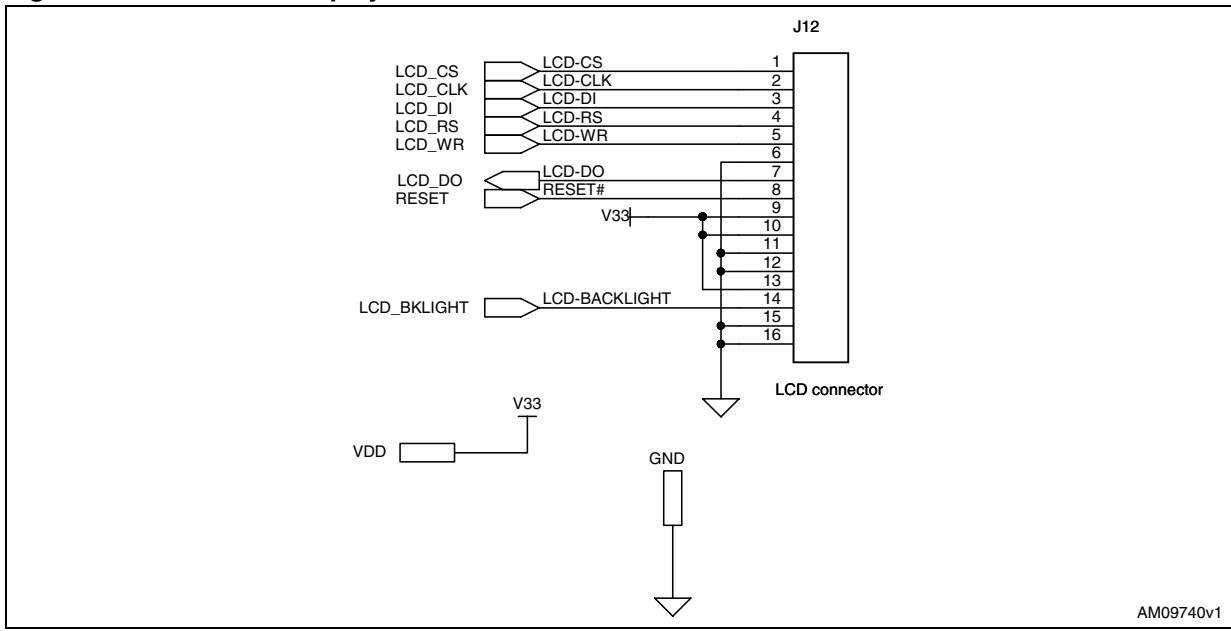 J12
LCD_CS LCD-CS 1
LCD_CLK LCD-CLK 2
LCD_DI LCD-DI 3
LCD_RS LCD-RS 4
LCD_WR LCD-WR 5
6
LCD_DO LCD-DO 7
RESET RESET# 8
V33 9
10
11
12
13
LCD_BKLIGHT LCD-BACKLIGHT 14
15
16
LCD connector
V33
VDD
GND
AM09740v1